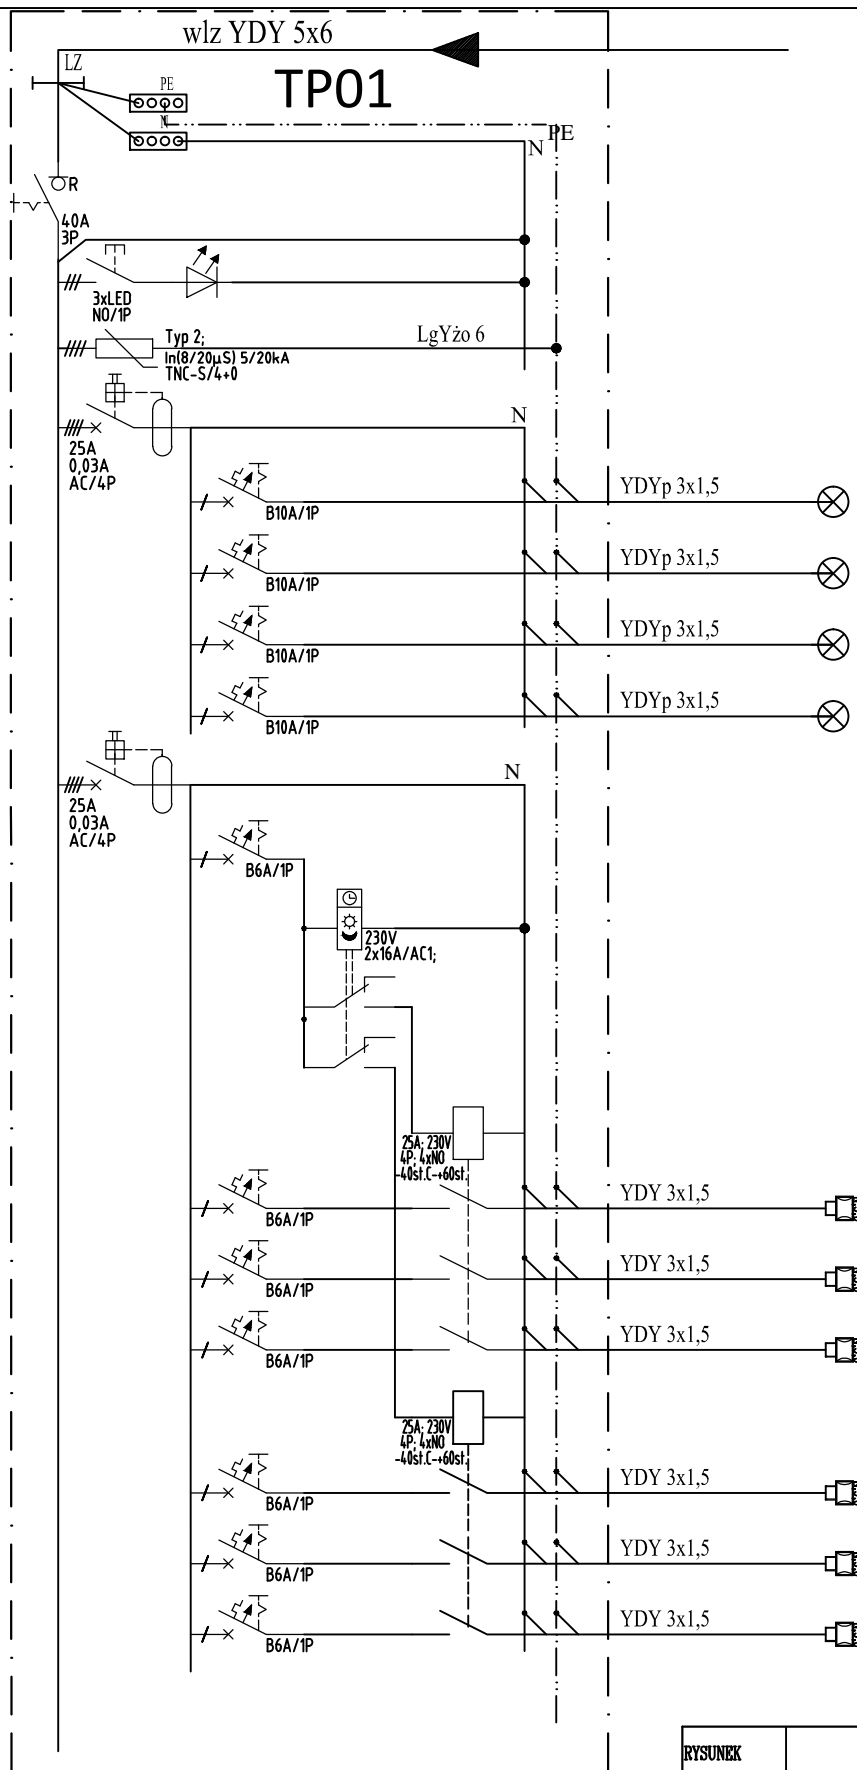 wlz YDY 5x6
LZ
TP01
PE
N
PE
N
R
40A
3P
3xLED
NO/1P
Typ 2;
In(8/20µS) 5/20kA
TNC-S/4+0
LgYżo 6
N
25A
0,03A
AC/4P
YDYp 3x1,5
B10A/1P
YDYp 3x1,5
B10A/1P
YDYp 3x1,5
B10A/1P
YDYp 3x1,5
B10A/1P
N
25A
0,03A
AC/4P
B6A/1P
230V
2x16A/AC1;
25A; 230V
4P; 4xNO
-40st.C-+60st.
YDY 3x1,5
B6A/1P
YDY 3x1,5
B6A/1P
YDY 3x1,5
B6A/1P
25A; 230V
4P; 4xNO
-40st.C-+60st.
YDY 3x1,5
B6A/1P
YDY 3x1,5
B6A/1P
YDY 3x1,5
B6A/1P
RYSUNEK